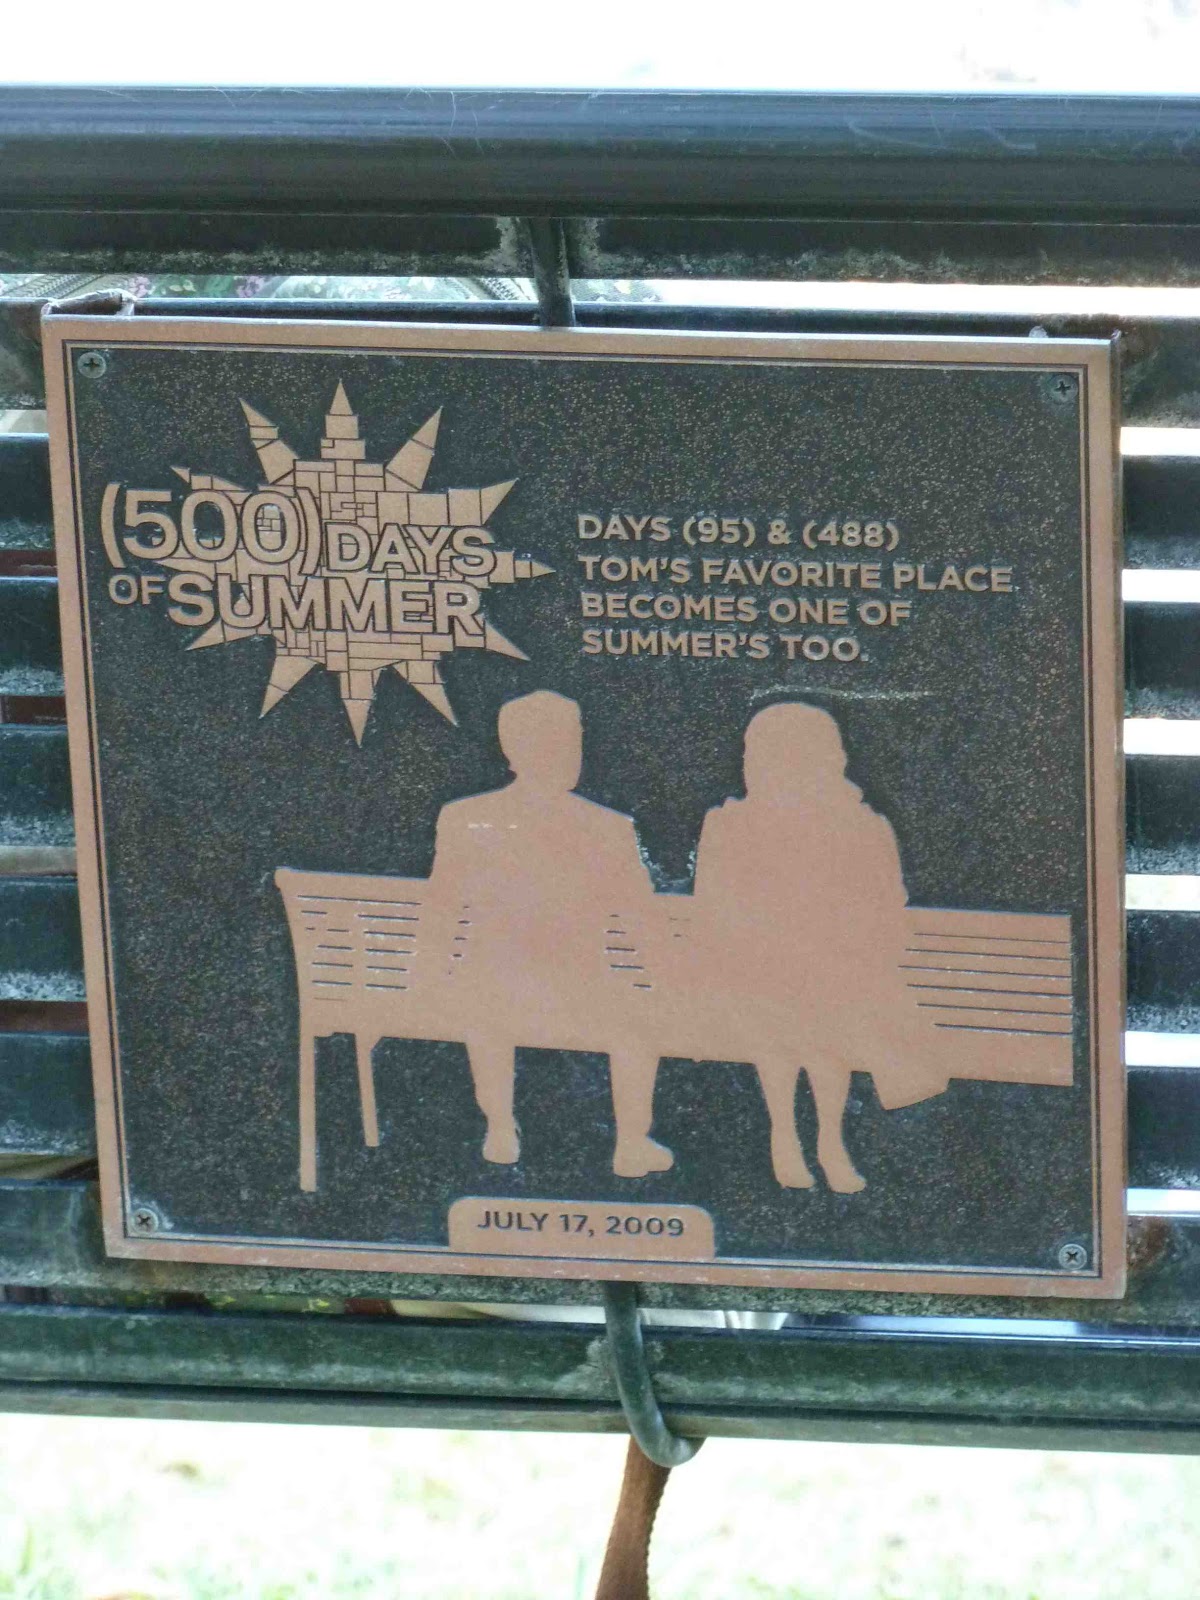 (500) DAYS
OF SUMMER
DAYS (95) & (488)
TOM'S FAVORITE PLACE
BECOMES ONE OF
SUMMER'S TOO.
JULY 17, 2009